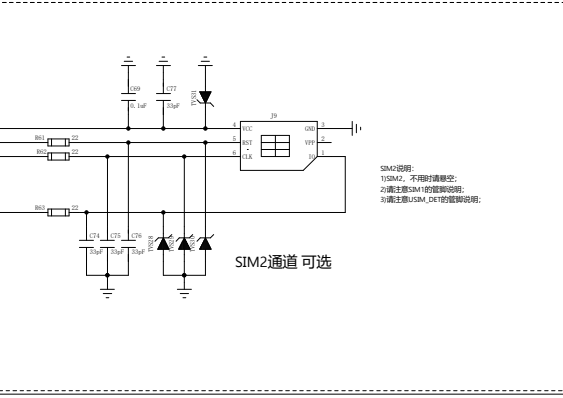 C69
C77
0.1uF
33pF
TVS31
J9
4 VCC GND 3
5 RST VPP 2
6 CLK IO 1
R61 22
R62 22
R63 22
C74 C75 C76
33pF 33pF 33pF
TVS28
SIM2通道 可选
SIM2说明：
1)SIM2，不用时请悬空；
2)请注意SIM1的管脚说明；
3)请注意USIM_DET的管脚说明；